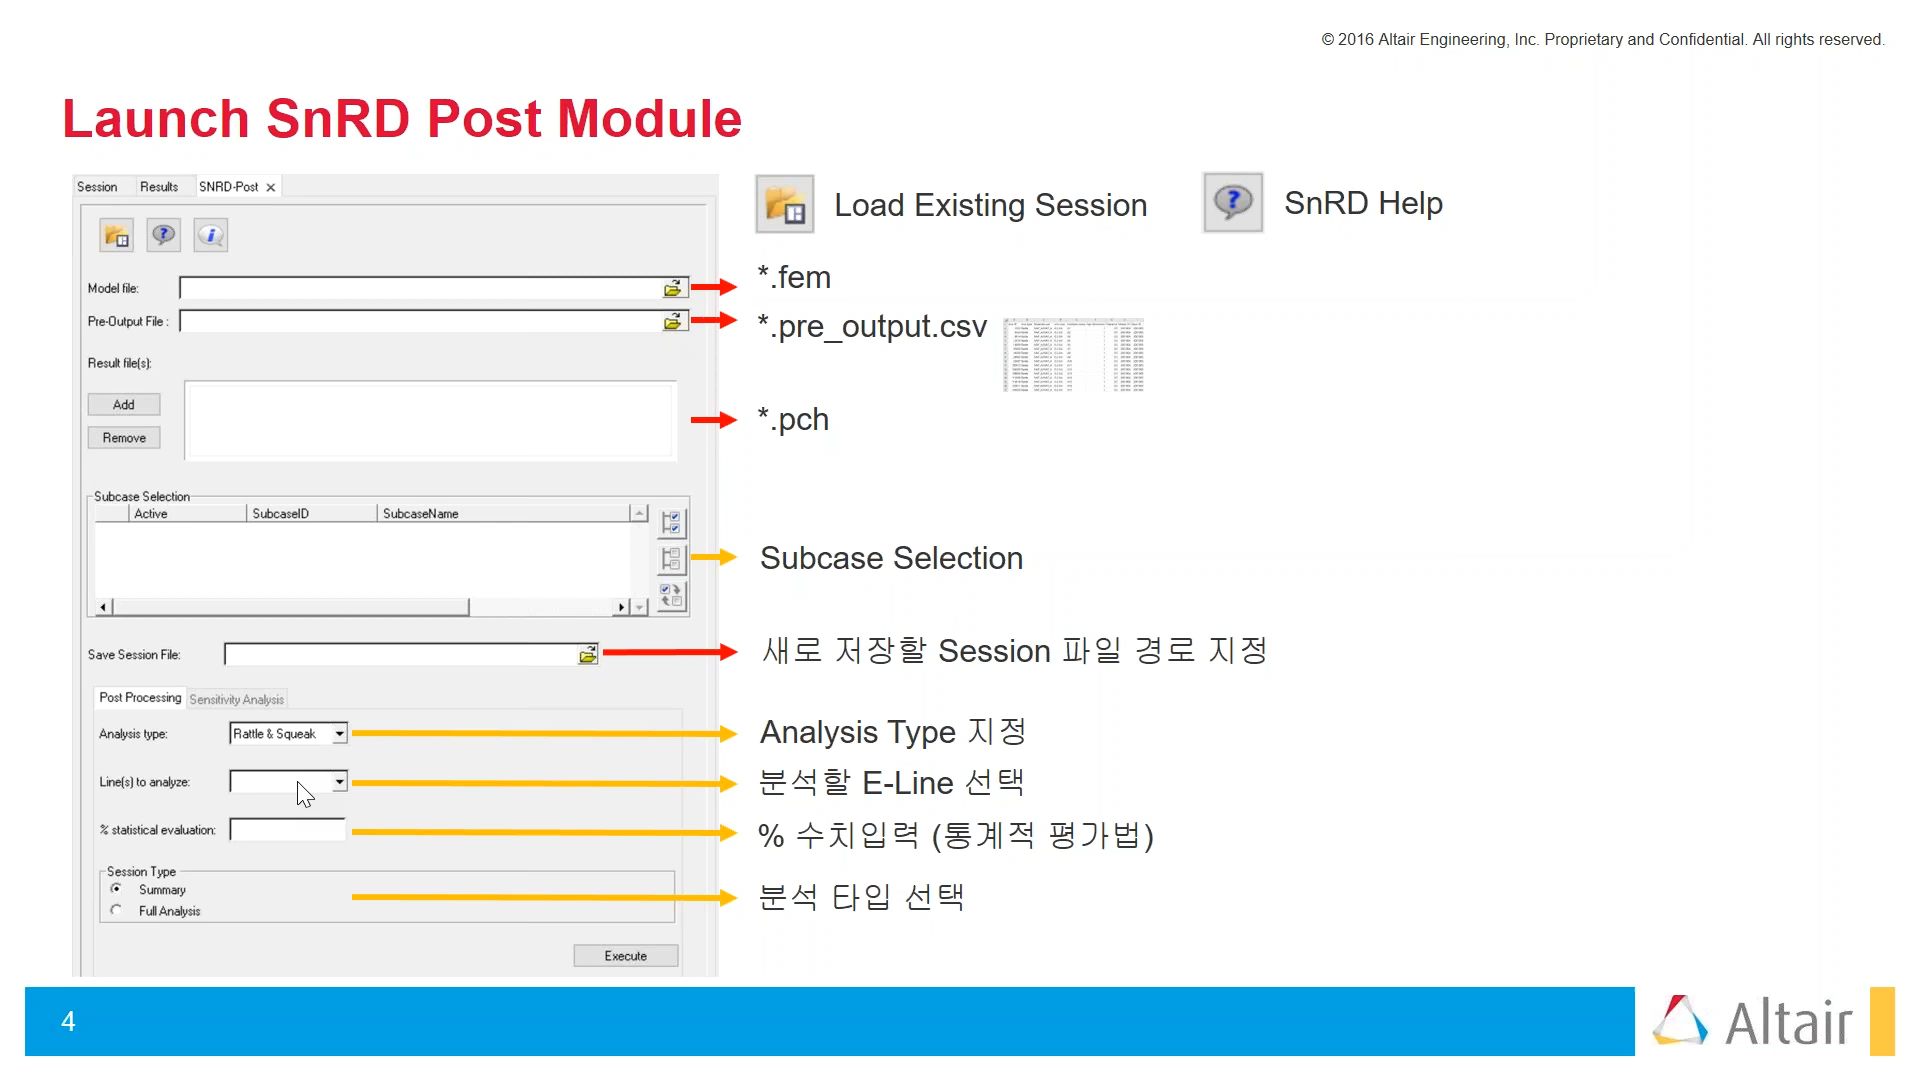 © 2016 Altair Engineering, Inc. Proprietary and Confidential. All rights reserved.
Launch SnRD Post Module
Session Results SNRD-Post
Load Existing Session
SnRD Help
Model file:
*.fem
Pre-Output File :
*.pre_output.csv
Result file(s):
Add
Remove
*.pch
Subcase Selection
Active SubcaseID SubcaseName
Subcase Selection
Save Session File:
새로 저장할 Session 파일 경로 지정
Post Processing Sensitivity Analysis
Analysis type: Rattle & Squeak
Analysis Type 지정
Line(s) to analyze:
분석할 E-Line 선택
% statistical evaluation:
% 수치입력 (통계적 평가법)
Session Type
Summary
Full Analysis
분석 타입 선택
Execute
4
Altair